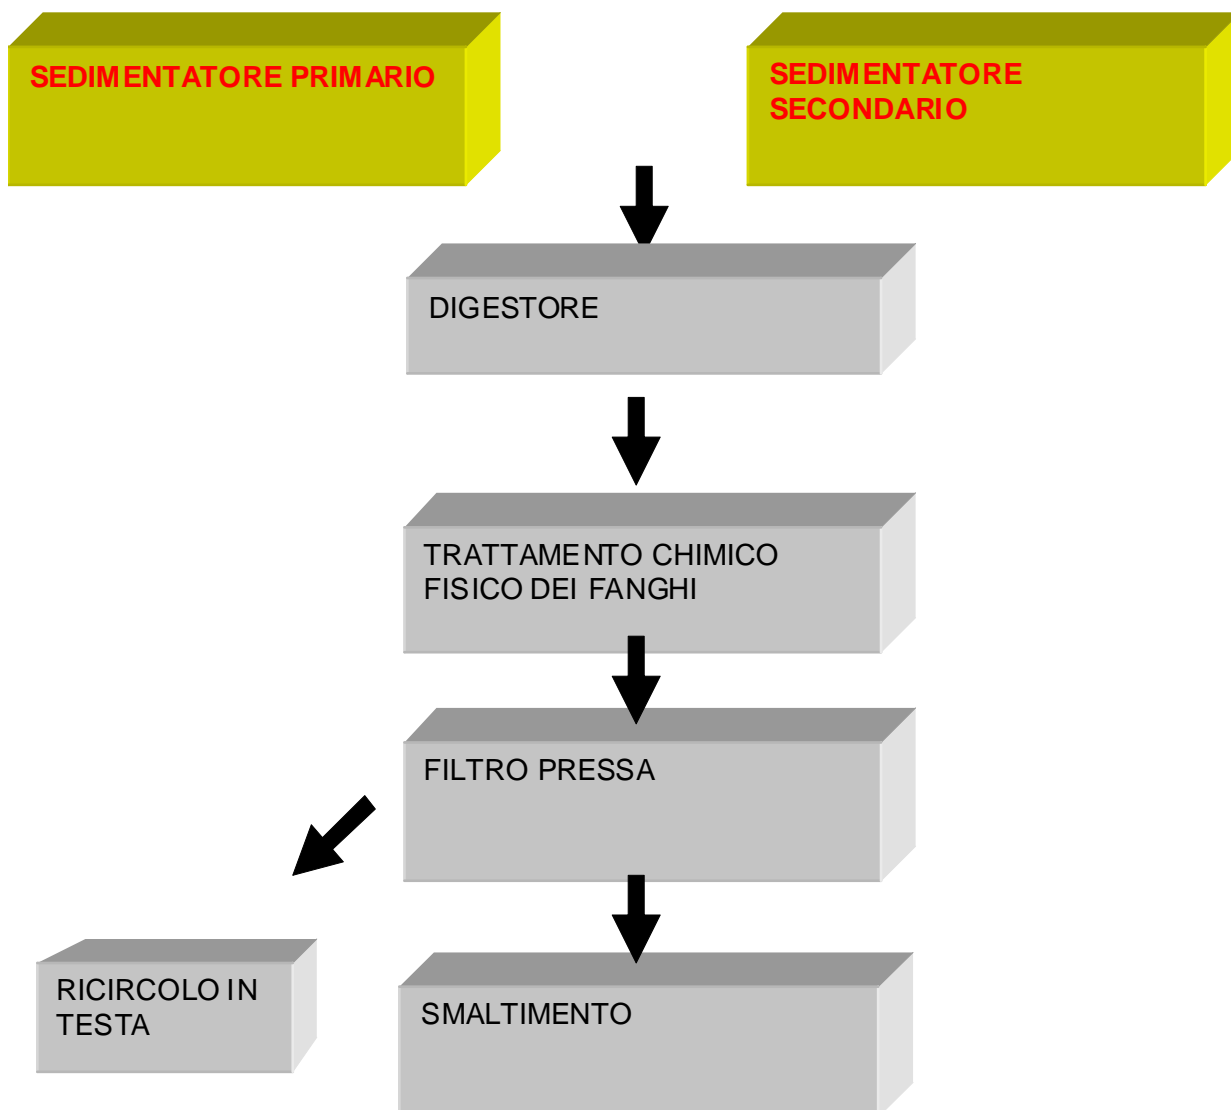 SEDIMENTATORE PRIMARIO
SEDIMENTATORE
SECONDARIO
DIGESTORE
TRATTAMENTO CHIMICO
FISICO DEI FANGHI
FILTRO PRESSA
RICIRCOLO IN
TESTA
SMALTIMENTO